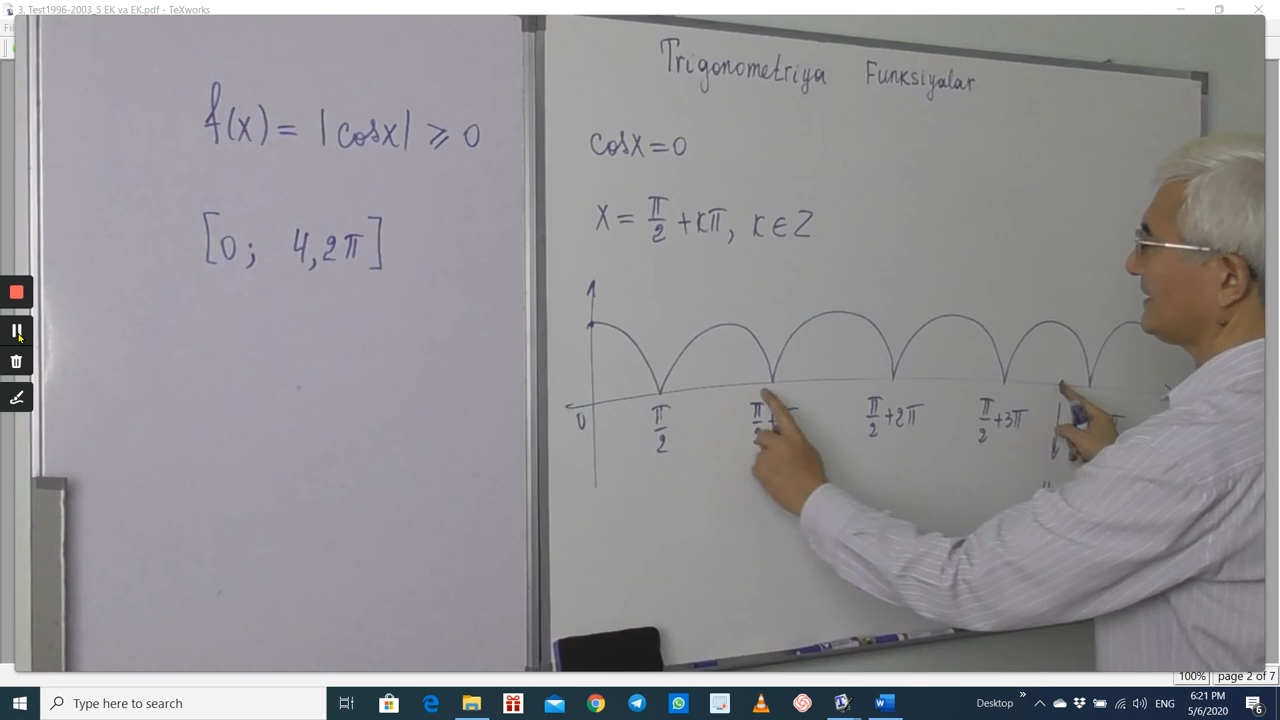 3. Test1996-2003_5 EK va EK.pdf - TeXworks
f(x) = |cosx| ⩾ 0
[0; 4,2π]
Trigonometriya Funksiyalar
cosx=0
x = π/2 +kπ, k∈Z
0
π/2
π/2 +2π
π/2 +3π
100% page 2 of 7
Type here to search
Desktop
6:21 PM
5/6/2020